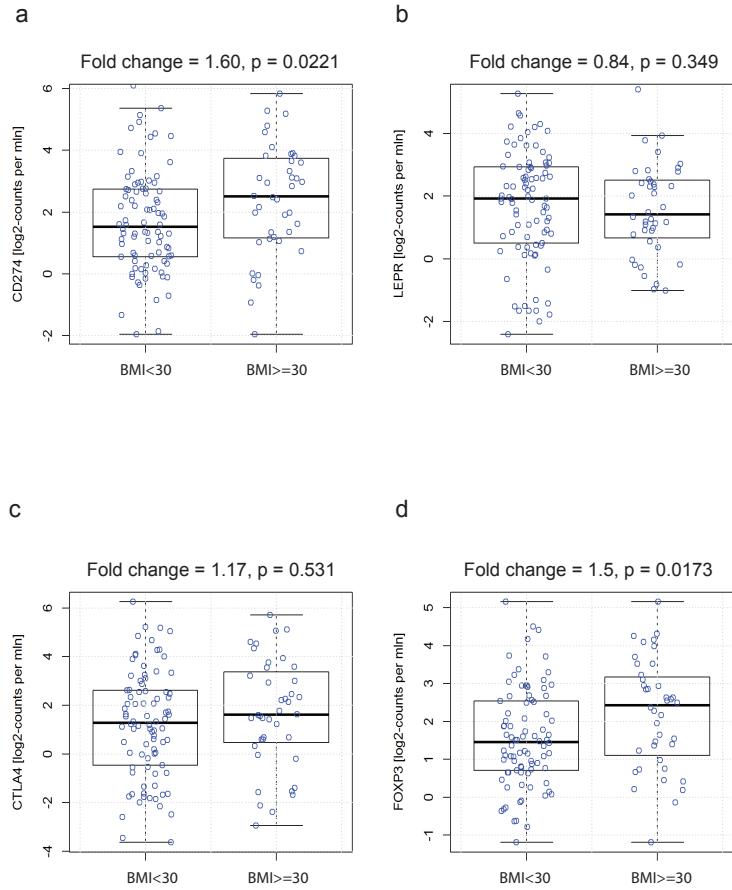 a
Fold change = 1.60, p = 0.0221
CD274 [log2-counts per mln]
6
4
2
0
-2
BMI<30
BMI>=30
b
Fold change = 0.84, p = 0.349
LEPR [log2-counts per mln]
4
2
0
-2
BMI<30
BMI>=30
c
Fold change = 1.17, p = 0.531
CTLA4 [log2-counts per mln]
6
4
2
0
-2
-4
BMI<30
BMI>=30
d
Fold change = 1.5, p = 0.0173
FOXP3 [log2-counts per mln]
5
4
3
2
1
0
-1
BMI<30
BMI>=30